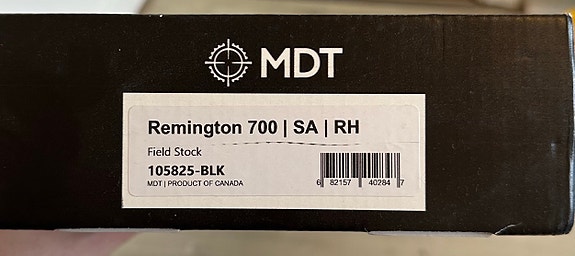 MDT
Remington 700 | SA | RH
Field Stock
105825-BLK
MDT | PRODUCT OF CANADA
6 82157 40284 7